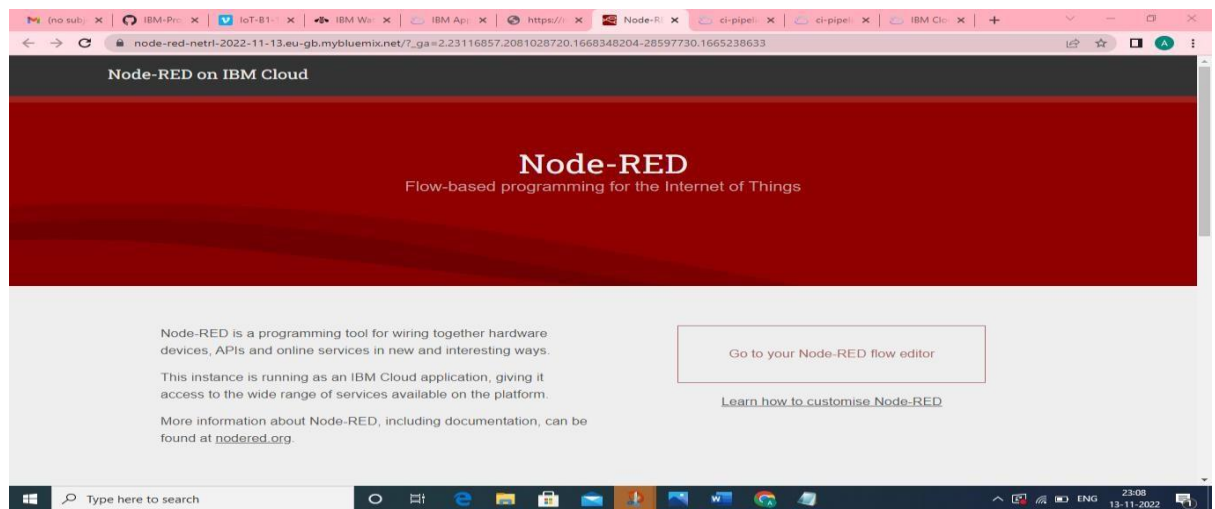 (no subj
IBM-Pro
IoT-B1-
IBM Wat
IBM App
https://
Node-RE
ci-pipeli
ci-pipeli
IBM Clo
node-red-netrl-2022-11-13.eu-gb.mybluemix.net/?_ga=2.23116857.2081028720.1668348204-28597730.1665238633
A
Node-RED on IBM Cloud
Node-RED
Flow-based programming for the Internet of Things
Node-RED is a programming tool for wiring together hardware
devices, APIs and online services in new and interesting ways.
This instance is running as an IBM Cloud application, giving it
access to the wide range of services available on the platform.
More information about Node-RED, including documentation, can be
found at nodered.org.
Go to your Node-RED flow editor
Learn how to customise Node-RED
Type here to search
ENG
23:08
13-11-2022